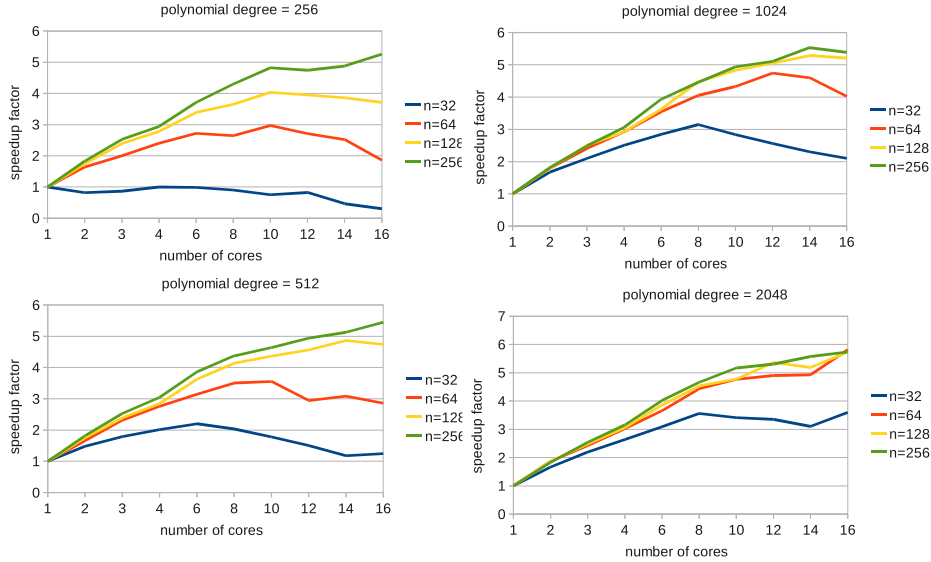 polynomial degree = 256
6
5
4
3
2
1
0
speedup factor
1 2 3 4 6 8 10 12 14 16
number of cores
n=32
n=64
n=128
n=256
polynomial degree = 1024
6
5
4
3
2
1
0
speedup factor
1 2 3 4 6 8 10 12 14 16
number of cores
n=32
n=64
n=128
n=256
polynomial degree = 512
6
5
4
3
2
1
0
speedup factor
1 2 3 4 6 8 10 12 14 16
number of cores
n=32
n=64
n=128
n=256
polynomial degree = 2048
7
6
5
4
3
2
1
0
speedup factor
1 2 3 4 6 8 10 12 14 16
number of cores
n=32
n=64
n=128
n=256